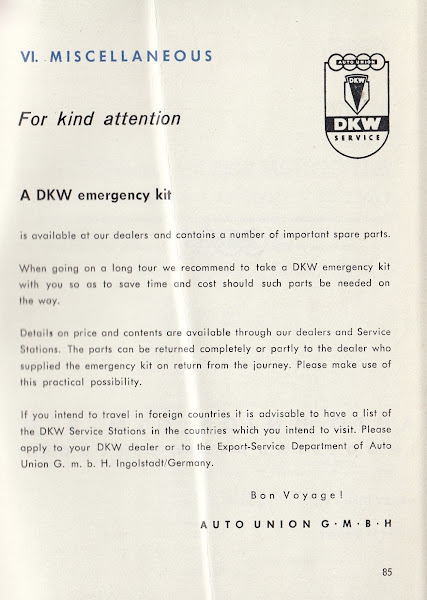 VI. MISCELLANEOUS
AUTO UNION
DKW
DKW
SERVICE
For kind attention
A DKW emergency kit
is available at our dealers and contains a number of important spare parts.
When going on a long tour we recommend to take a DKW emergency kit
with you so as to save time and cost should such parts be needed on
the way.
Details on price and contents are available through our dealers and Service
Stations. The parts can be returned completely or partly to the dealer who
supplied the emergency kit on return from the journey. Please make use of
this practical possibility.
If you intend to travel in foreign countries it is advisable to have a list of
the DKW Service Stations in the countries which you intend to visit. Please
apply to your DKW dealer or to the Export-Service Department of Auto
Union G. m. b. H. Ingolstadt/Germany.
Bon Voyage!
AUTO UNION G·M·B·H
85